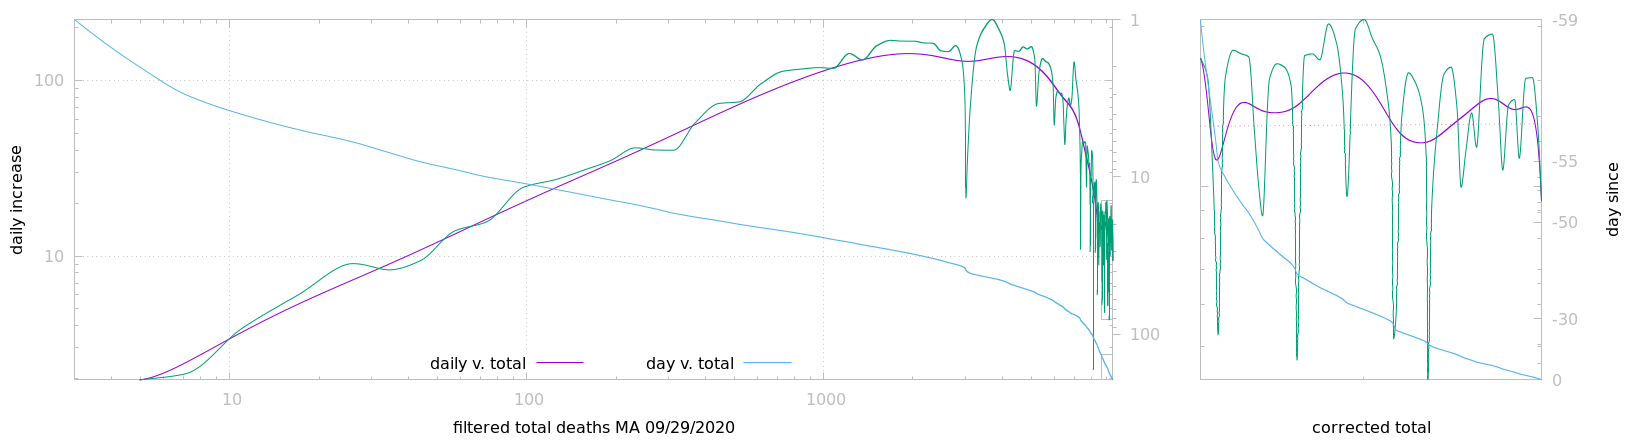 1
-59
100
daily increase
10
-55
day since
-50
10
-30
100
daily v. total
day v. total
0
10
100
1000
filtered total deaths MA 09/29/2020
corrected total